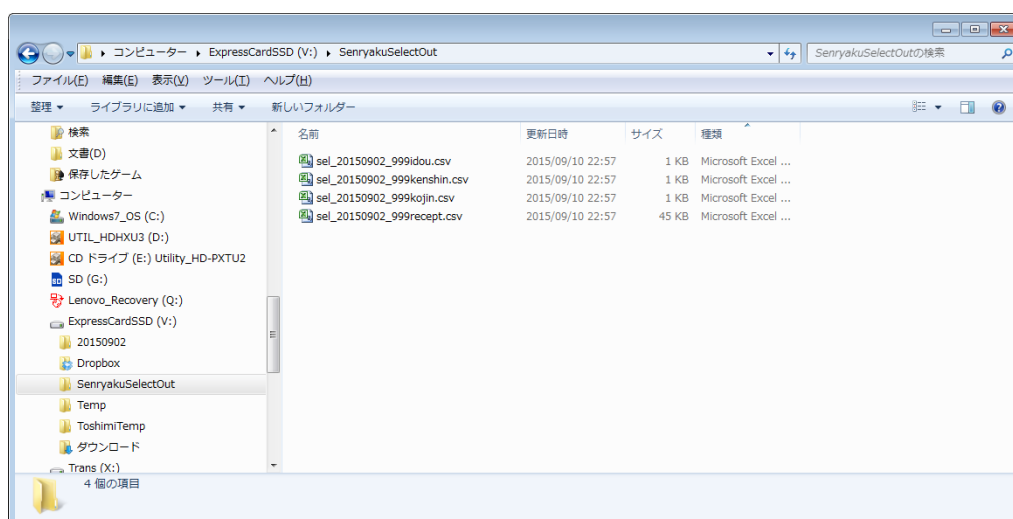 コンピューター ExpressCardSSD (V:) SenryakuSelectOut SenryakuSelectOutの検索
ファイル(F) 編集(E) 表示(V) ツール(T) ヘルプ(H)
整理 ライブラリに追加 共有 新しいフォルダー
検索
文書(D)
保存したゲーム
コンピューター
Windows7_OS (C:)
UTIL_HDHXU3 (D:)
CD ドライブ (E:) Utility_HD-PXTU2
SD (G:)
Lenovo_Recovery (Q:)
ExpressCardSSD (V:)
20150902
Dropbox
SenryakuSelectOut
Temp
ToshimiTemp
ダウンロード
Trans (X:)
名前 更新日時 サイズ 種類
sel_20150902_999idou.csv 2015/09/10 22:57 1 KB Microsoft Excel ...
sel_20150902_999kenshin.csv 2015/09/10 22:57 1 KB Microsoft Excel ...
sel_20150902_999kojin.csv 2015/09/10 22:57 1 KB Microsoft Excel ...
sel_20150902_999recept.csv 2015/09/10 22:57 45 KB Microsoft Excel ...
4 個の項目